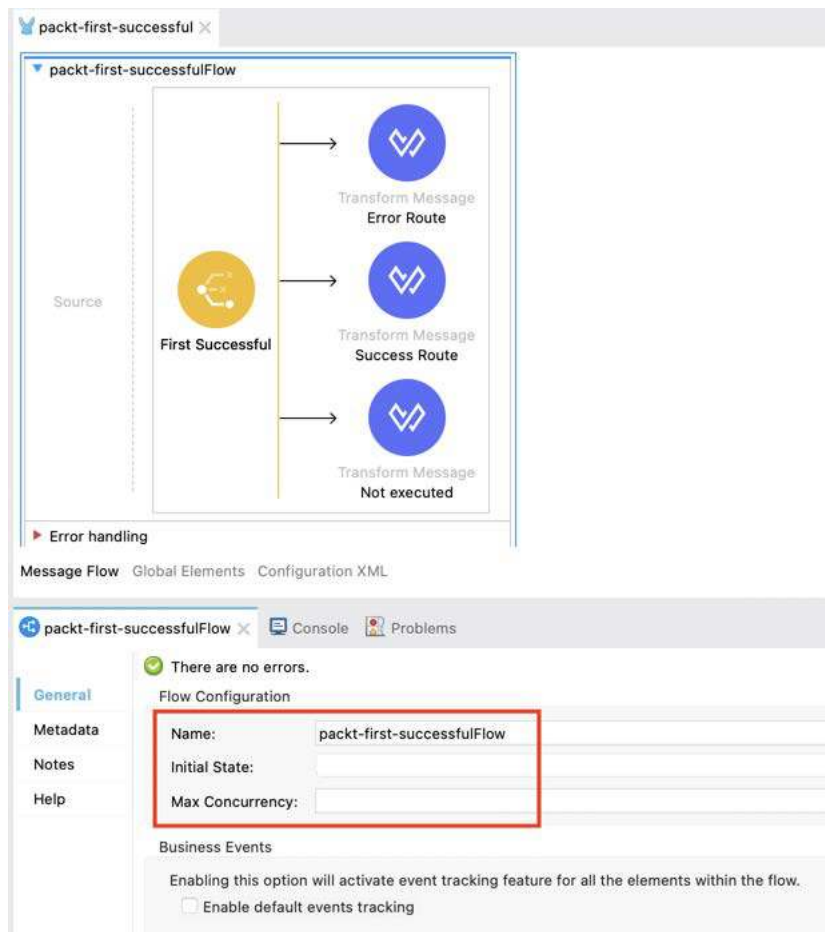 packt-first-successful
packt-first-successfulFlow
Transform Message
Error Route
Source
First Successful
Transform Message
Success Route
Transform Message
Not executed
Error handling
Message Flow Global Elements Configuration XML
packt-first-successfulFlow Console Problems
There are no errors.
General
Flow Configuration
Metadata
Name: packt-first-successfulFlow
Notes
Initial State:
Help
Max Concurrency:
Business Events
Enabling this option will activate event tracking feature for all the elements within the flow.
Enable default events tracking